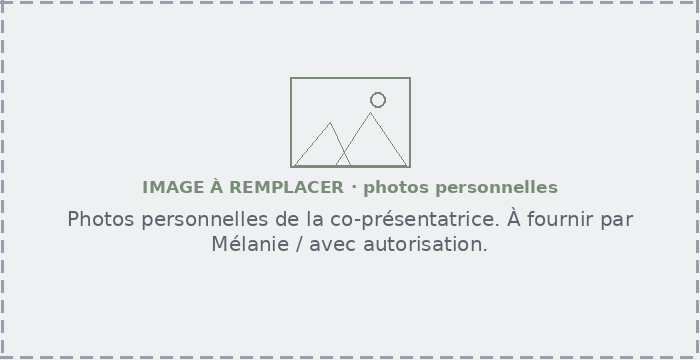 IMAGE À REMPLACER · photos personnelles
Photos personnelles de la co-présentatrice. À fournir par
Mélanie / avec autorisation.